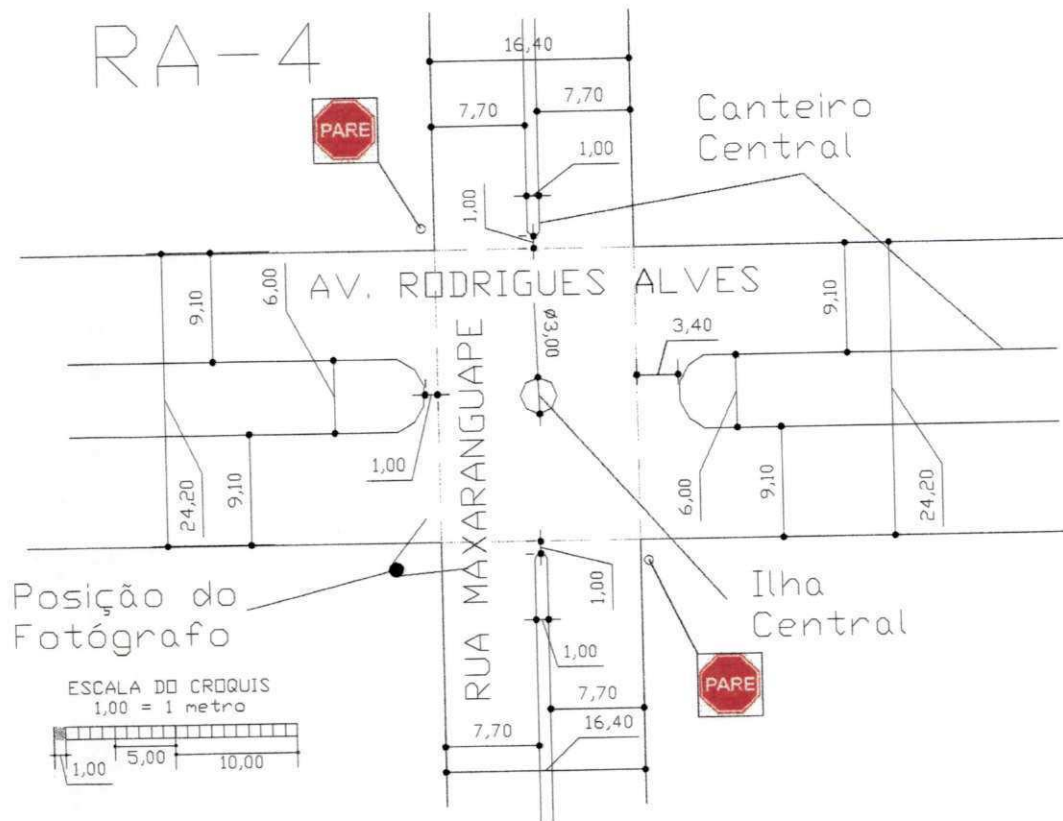 RA-4
16,40
PARE
7,70
7,70
Canteiro
Central
1,00
1,00
AV. RODRIGUES ALVES
9,10
6,00
ø3,00
3,40
9,10
RUA MAXARANGUAPE
1,00
24,20
9,10
6,00
9,10
24,20
Posição do
Fotógrafo
1,00
Ilha
Central
1,00
PARE
ESCALA DO CROQUIS
1,00 = 1 metro
7,70
7,70
16,40
1,00
5,00
10,00